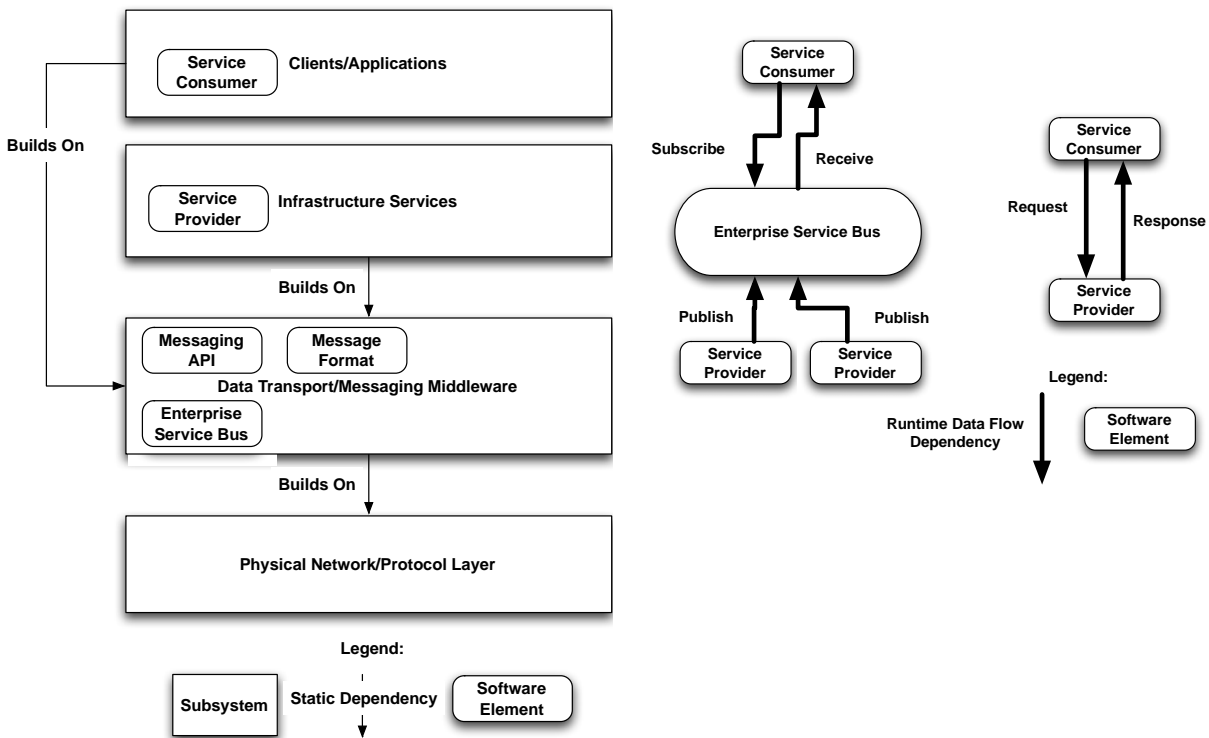 Service
Consumer
Clients/Applications
Builds On
Service
Provider
Infrastructure Services
Builds On
Messaging
API
Message
Format
Data Transport/Messaging Middleware
Enterprise
Service Bus
Builds On
Physical Network/Protocol Layer
Legend:
Subsystem
Static Dependency
Software
Element
Service
Consumer
Subscribe
Receive
Enterprise Service Bus
Publish
Publish
Service
Provider
Service
Provider
Service
Consumer
Request
Response
Service
Provider
Legend:
Runtime Data Flow
Dependency
Software
Element